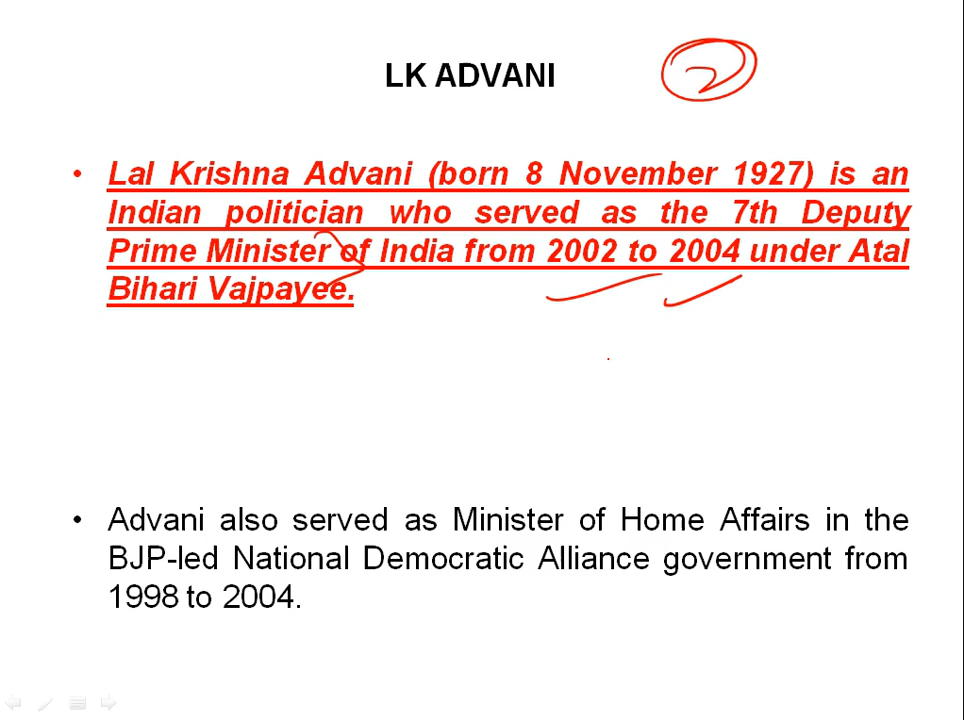 LK ADVANI
2
• Lal Krishna Advani (born 8 November 1927) is an
Indian politician who served as the 7th Deputy
Prime Minister of India from 2002 to 2004 under Atal
Bihari Vajpayee.
• Advani also served as Minister of Home Affairs in the
BJP-led National Democratic Alliance government from
1998 to 2004.